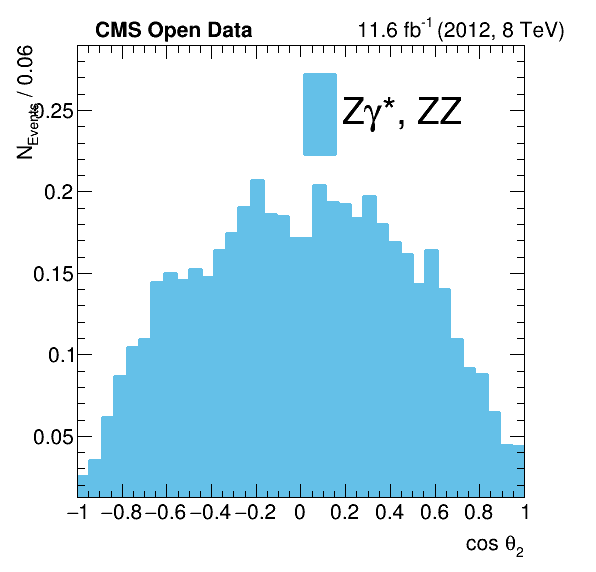 CMS Open Data 11.6 fb⁻¹ (2012, 8 TeV)
N_Events / 0.06
Zγ*, ZZ
0.25
0.2
0.15
0.1
0.05
−1 −0.8 −0.6 −0.4 −0.2 0 0.2 0.4 0.6 0.8 1
cos θ₂